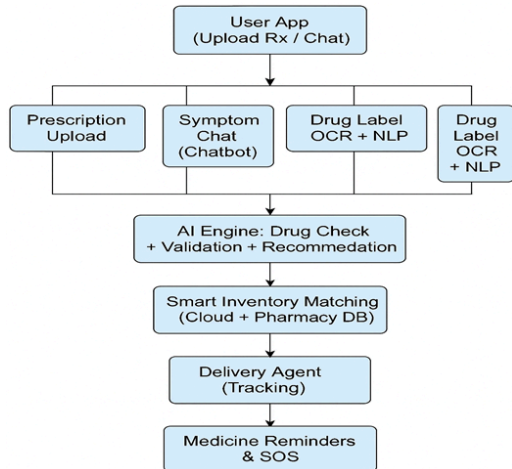 User App
(Upload Rx / Chat)
Prescription
Upload
Symptom
Chat
(Chatbot)
Drug Label
OCR + NLP
Drug
Label
OCR
+ NLP
AI Engine: Drug Check
+ Validation + Recommedation
Smart Inventory Matching
(Cloud + Pharmacy DB)
Delivery Agent
(Tracking)
Medicine Reminders
& SOS